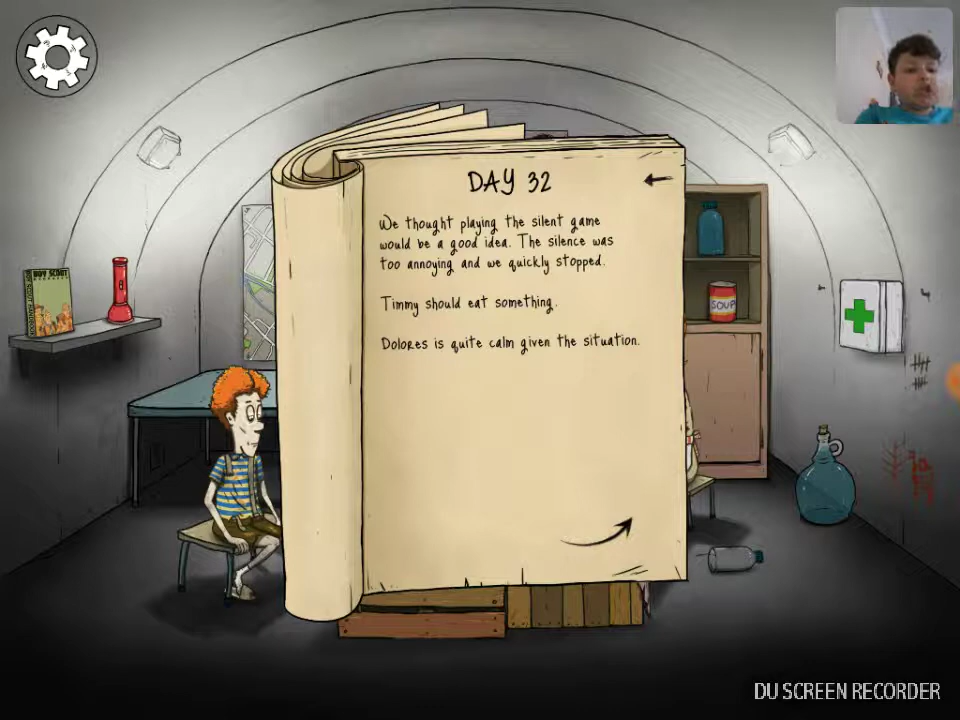 DAY 32
We thought playing the silent game
would be a good idea. The silence was
too annoying and we quickly stopped.
Timmy should eat something.
Dolores is quite calm given the situation.
BOY SCOUT
SOUP
DU SCREEN RECORDER